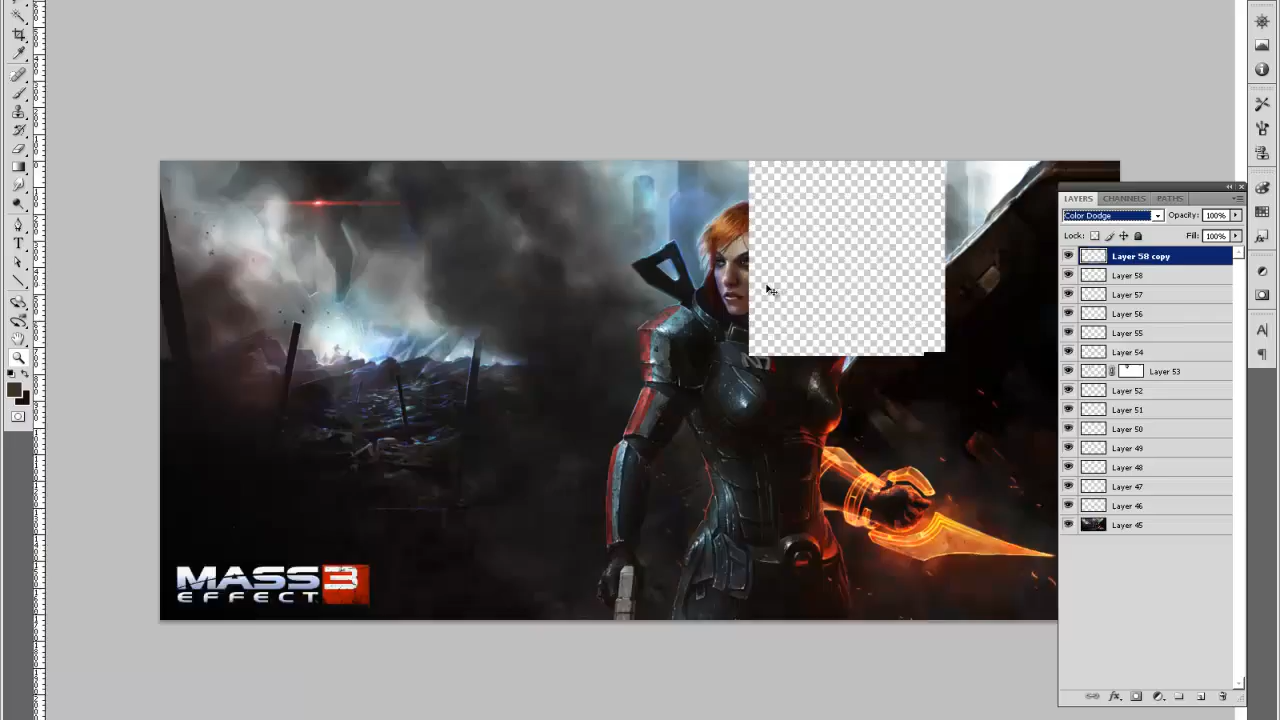 LAYERS CHANNELS PATHS
Color Dodge Opacity: 100%
Lock: Fill: 100%
Layer 58 copy
Layer 58
Layer 57
Layer 56
Layer 55
Layer 54
Layer 53
Layer 52
Layer 51
Layer 50
Layer 49
Layer 48
Layer 47
Layer 46
Layer 45
MASS 3
EFFECT